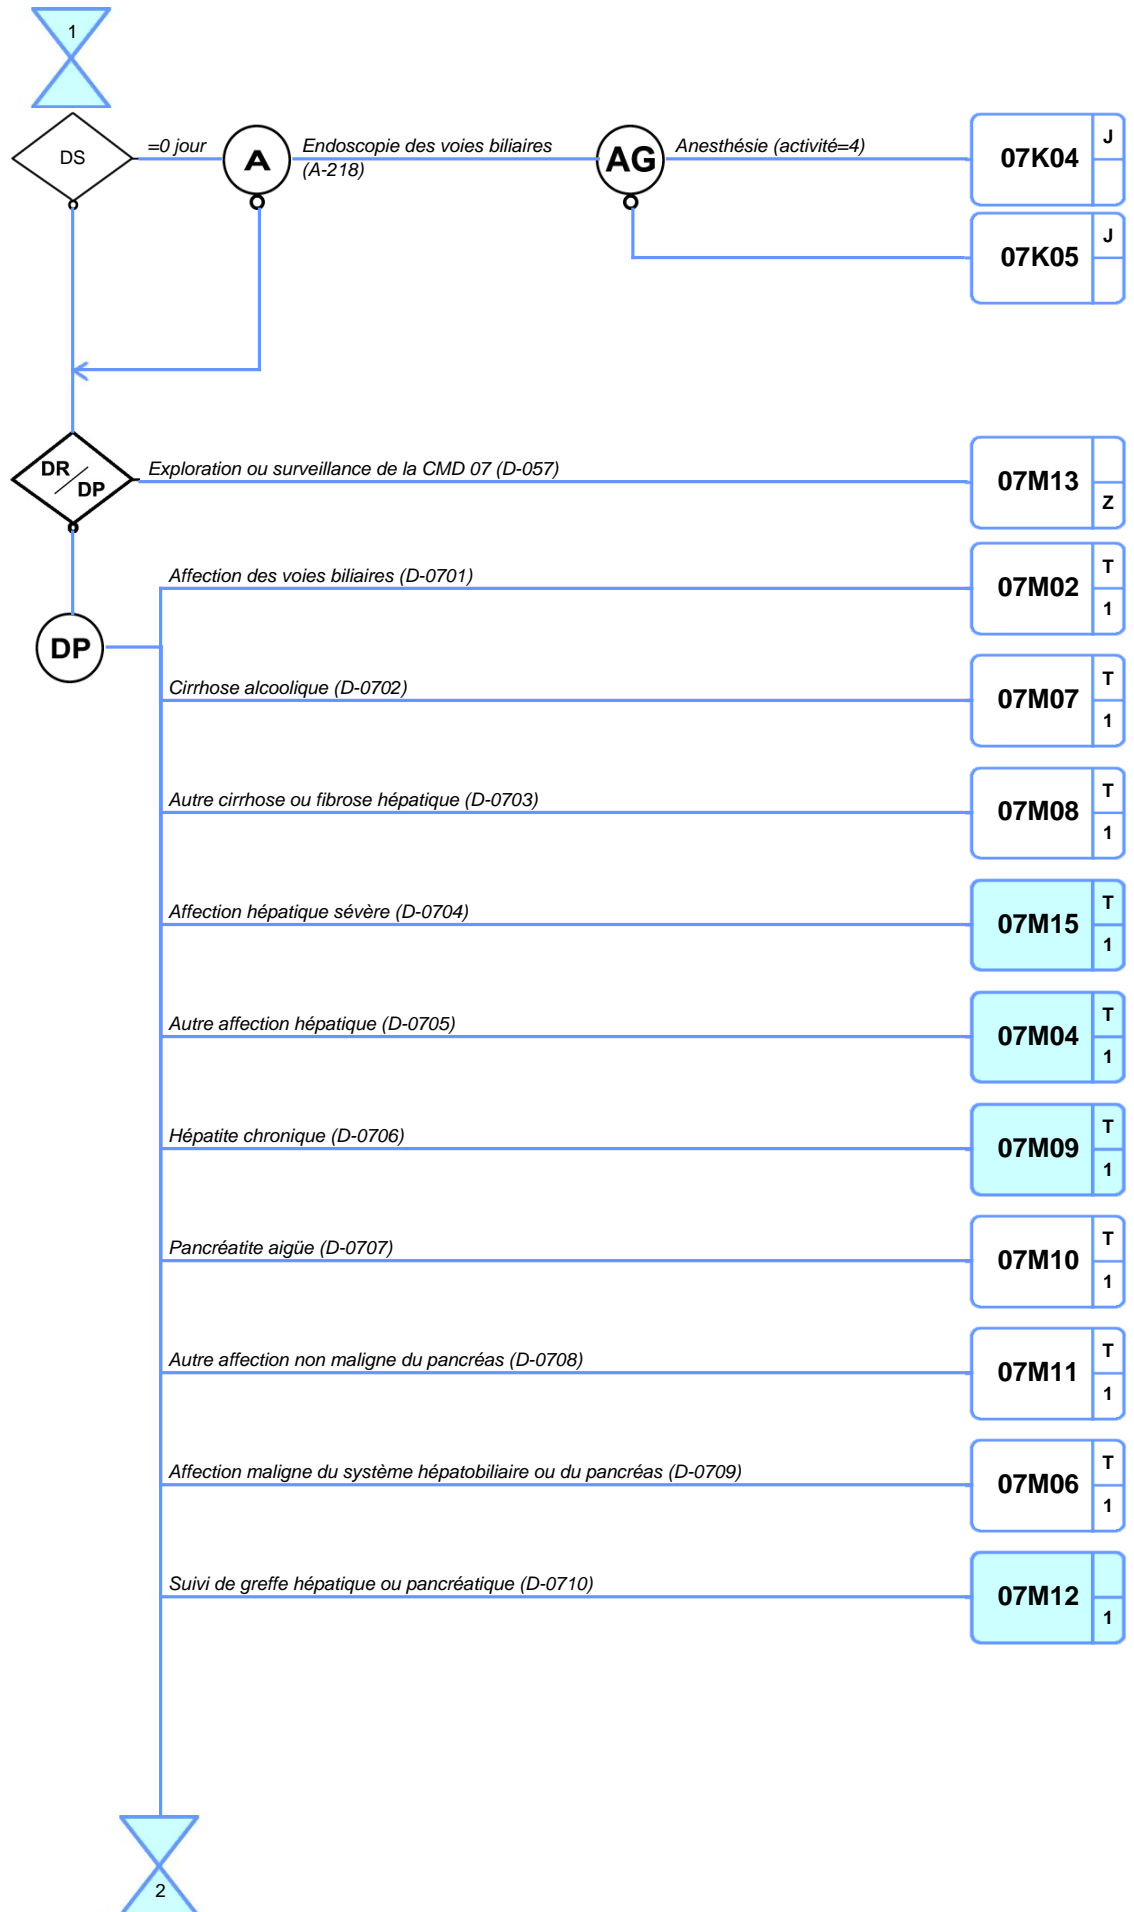 1
DS
=0 jour
A
Endoscopie des voies biliaires
(A-218)
AG
Anesthésie (activité=4)
07K04
J
07K05
J
DR
DP
Exploration ou surveillance de la CMD 07 (D-057)
07M13
Z
DP
Affection des voies biliaires (D-0701)
07M02
T
1
Cirrhose alcoolique (D-0702)
07M07
T
1
Autre cirrhose ou fibrose hépatique (D-0703)
07M08
T
1
Affection hépatique sévère (D-0704)
07M15
T
1
Autre affection hépatique (D-0705)
07M04
T
1
Hépatite chronique (D-0706)
07M09
T
1
Pancréatite aigüe (D-0707)
07M10
T
1
Autre affection non maligne du pancréas (D-0708)
07M11
T
1
Affection maligne du système hépatobiliaire ou du pancréas (D-0709)
07M06
T
1
Suivi de greffe hépatique ou pancréatique (D-0710)
07M12
1
2